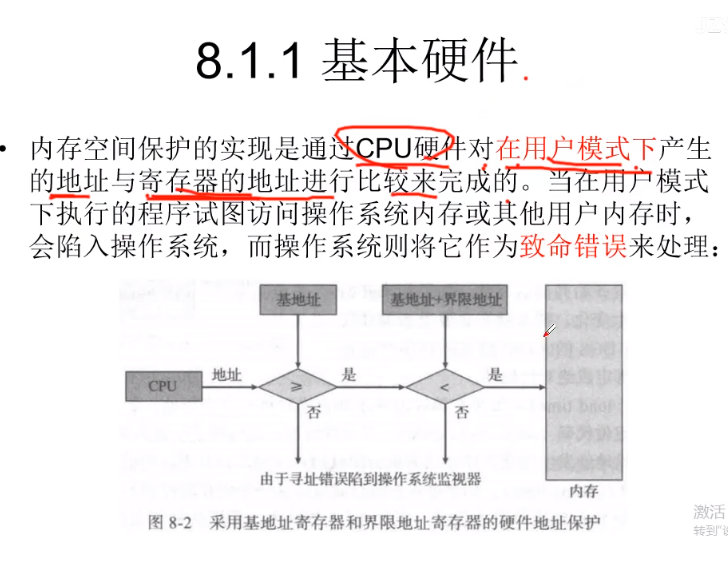 8.1.1 基本硬件
• 内存空间保护的实现是通过CPU硬件对在用户模式下产生
的地址与寄存器的地址进行比较来完成的。当在用户模式
下执行的程序试图访问操作系统内存或其他用户内存时，
会陷入操作系统，而操作系统则将它作为致命错误来处理：
基地址
基地址+界限地址
CPU
地址
≥
是
<
是
否
否
由于寻址错误陷到操作系统监视器
内存
图 8-2 采用基地址寄存器和界限地址寄存器的硬件地址保护
激活